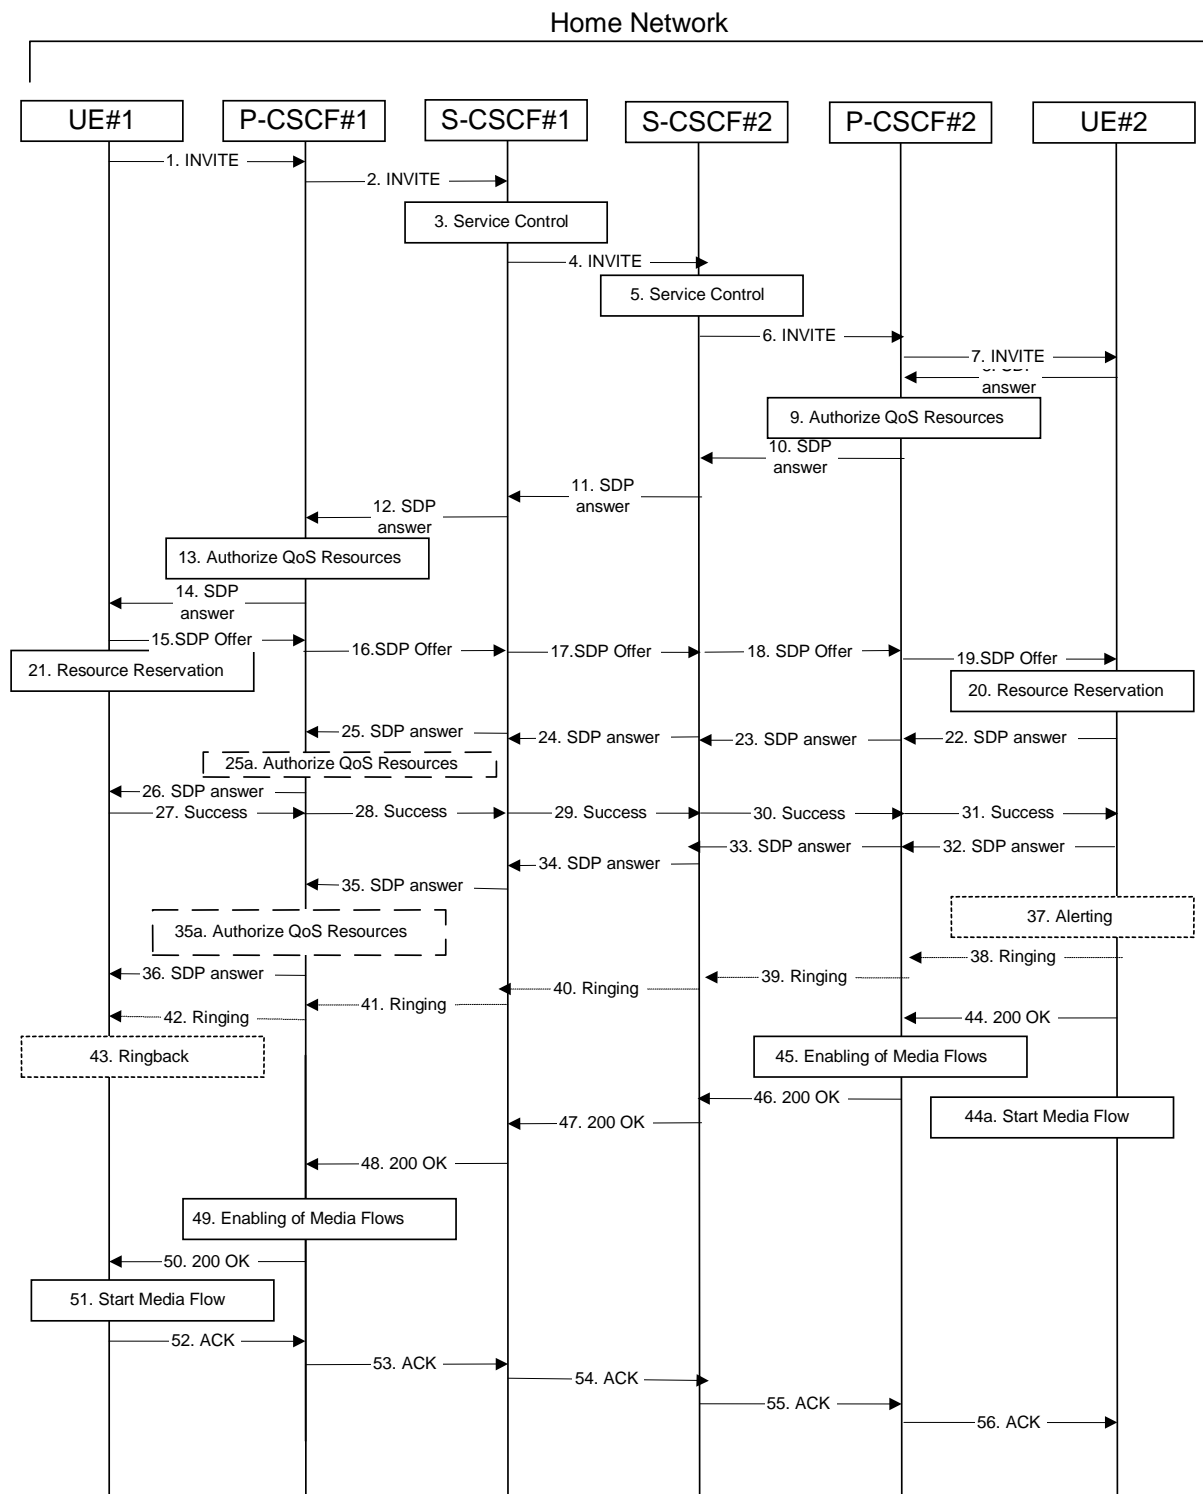 Home Network
UE#1
P-CSCF#1
S-CSCF#1
S-CSCF#2
P-CSCF#2
UE#2
1. INVITE
2. INVITE
3. Service Control
4. INVITE
5. Service Control
6. INVITE
7. INVITE
answer
9. Authorize QoS Resources
10. SDP
answer
11. SDP
answer
12. SDP
answer
13. Authorize QoS Resources
14. SDP
answer
15.SDP Offer
16.SDP Offer
17.SDP Offer
18. SDP Offer
19.SDP Offer
21. Resource Reservation
20. Resource Reservation
25. SDP answer
24. SDP answer
23. SDP answer
22. SDP answer
25a. Authorize QoS Resources
26. SDP answer
27. Success
28. Success
29. Success
30. Success
31. Success
33. SDP answer
32. SDP answer
34. SDP answer
35. SDP answer
35a. Authorize QoS Resources
37. Alerting
36. SDP answer
38. Ringing
39. Ringing
40. Ringing
41. Ringing
42. Ringing
44. 200 OK
43. Ringback
45. Enabling of Media Flows
46. 200 OK
44a. Start Media Flow
47. 200 OK
48. 200 OK
49. Enabling of Media Flows
50. 200 OK
51. Start Media Flow
52. ACK
53. ACK
54. ACK
55. ACK
56. ACK